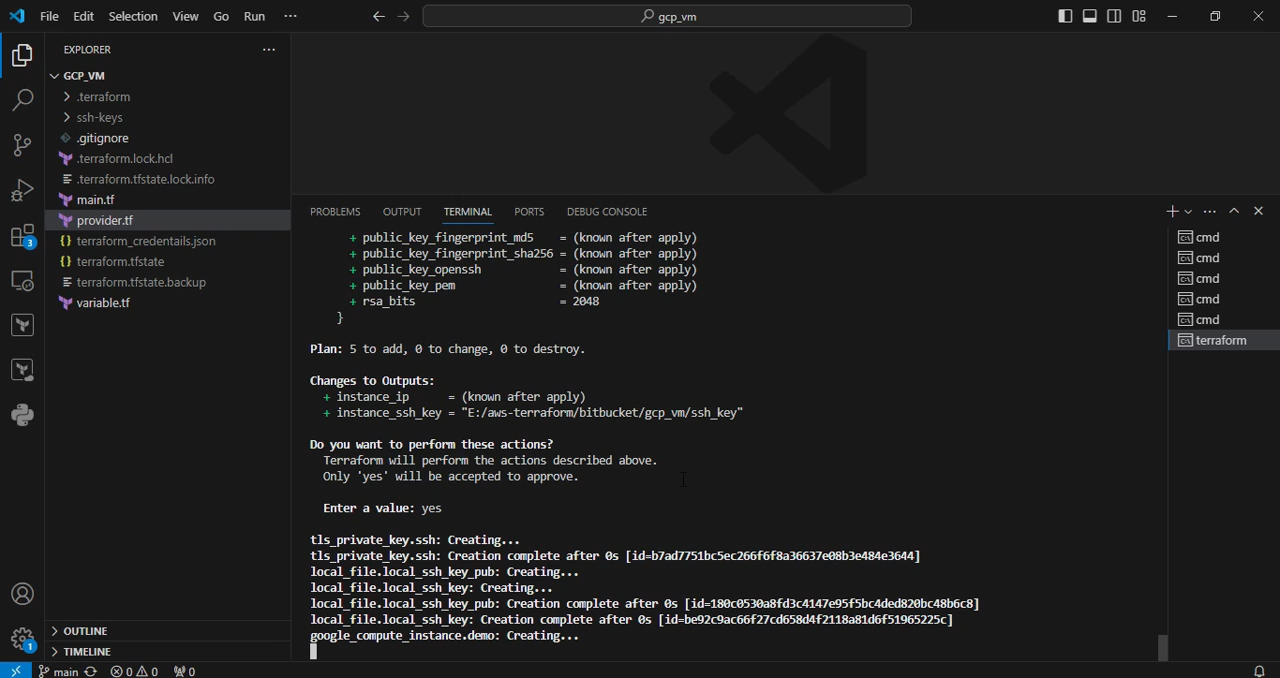 File Edit Selection View Go Run ...
gcp_vm
EXPLORER ...
GCP_VM
.terraform
ssh-keys
.gitignore
.terraform.lock.hcl
.terraform.tfstate.lock.info
main.tf
provider.tf
terraform_credentails.json
terraform.tfstate
terraform.tfstate.backup
variable.tf
OUTLINE
TIMELINE
3
1
PROBLEMS OUTPUT TERMINAL PORTS DEBUG CONSOLE
+ public_key_fingerprint_md5 = (known after apply)
+ public_key_fingerprint_sha256 = (known after apply)
+ public_key_openssh = (known after apply)
+ public_key_pem = (known after apply)
+ rsa_bits = 2048
}
Plan: 5 to add, 0 to change, 0 to destroy.
Changes to Outputs:
+ instance_ip = (known after apply)
+ instance_ssh_key = "E:/aws-terraform/bitbucket/gcp_vm/ssh_key"
Do you want to perform these actions?
Terraform will perform the actions described above.
Only 'yes' will be accepted to approve.
Enter a value: yes
tls_private_key.ssh: Creating...
tls_private_key.ssh: Creation complete after 0s [id=b7ad7751bc5ec266f6f8a36637e08b3e484e3644]
local_file.local_ssh_key_pub: Creating...
local_file.local_ssh_key: Creating...
local_file.local_ssh_key_pub: Creation complete after 0s [id=180c0530a8fd3c4147e95f5bc4ded820bc48b6c8]
local_file.local_ssh_key: Creation complete after 0s [id=be92c9ac66f27cd658d4f2118a81d6f51965225c]
google_compute_instance.demo: Creating...
cmd
cmd
cmd
cmd
cmd
terraform
main 0 0 0